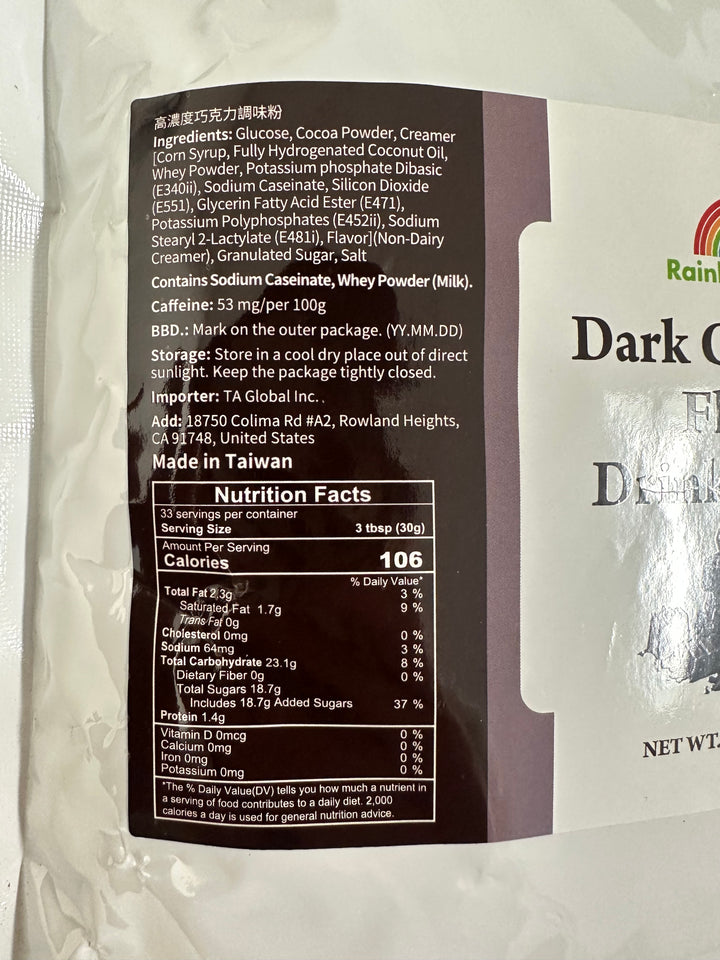 高濃度巧克力調味粉
Ingredients: Glucose, Cocoa Powder, Creamer
[Corn Syrup, Fully Hydrogenated Coconut Oil,
Whey Powder, Potassium phosphate Dibasic
(E340ii), Sodium Caseinate, Silicon Dioxide
(E551), Glycerin Fatty Acid Ester (E471),
Potassium Polyphosphates (E452ii), Sodium
Stearyl 2-Lactylate (E481i), Flavor](Non-Dairy
Creamer), Granulated Sugar, Salt
Contains Sodium Caseinate, Whey Powder (Milk).
Caffeine: 53 mg/per 100g
BBD.: Mark on the outer package. (YY.MM.DD)
Storage: Store in a cool dry place out of direct
sunlight. Keep the package tightly closed.
Importer: TA Global Inc..
Add: 18750 Colima Rd #A2, Rowland Heights,
CA 91748, United States
Made in Taiwan
Nutrition Facts
33 servings per container
Serving Size 3 tbsp (30g)
Amount Per Serving
Calories 106
% Daily Value*
Total Fat 2.3g 3 %
Saturated Fat 1.7g 9 %
Trans Fat 0g
Cholesterol 0mg 0 %
Sodium 64mg 3 %
Total Carbohydrate 23.1g 8 %
Dietary Fiber 0g 0 %
Total Sugars 18.7g
Includes 18.7g Added Sugars 37 %
Protein 1.4g
Vitamin D 0mcg 0 %
Calcium 0mg 0 %
Iron 0mg 0 %
Potassium 0mg 0 %
*The % Daily Value(DV) tells you how much a nutrient in
a serving of food contributes to a daily diet. 2,000
calories a day is used for general nutrition advice.
Rain
Dark
NET WT.